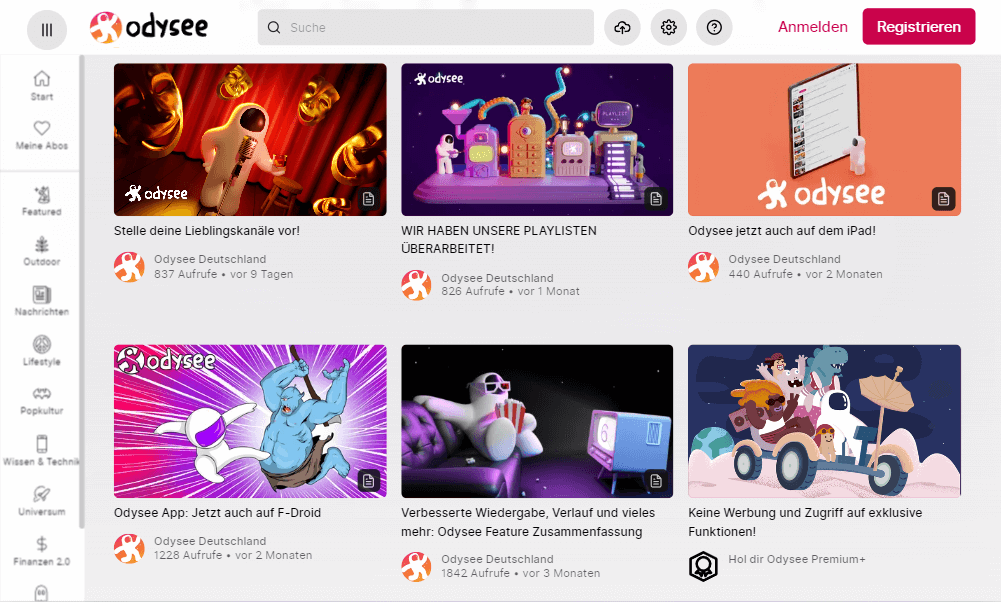 odysee
Suche
Anmelden
Registrieren
Start
Meine Abos
Featured
Outdoor
Nachrichten
Lifestyle
Popkultur
Wissen & Technik
Universum
Finanzen 2.0
odysee
odysee
PLAYLIST
odysee
Stelle deine Lieblingskanäle vor!
Odysee Deutschland
837 Aufrufe • vor 9 Tagen
WIR HABEN UNSERE PLAYLISTEN
ÜBERARBEITET!
Odysee Deutschland
826 Aufrufe • vor 1 Monat
Odysee jetzt auch auf dem iPad!
Odysee Deutschland
440 Aufrufe • vor 2 Monaten
odysee
6
Odysee App: Jetzt auch auf F-Droid
Odysee Deutschland
1228 Aufrufe • vor 2 Monaten
Verbesserte Wiedergabe, Verlauf und vieles
mehr: Odysee Feature Zusammenfassung
Odysee Deutschland
1842 Aufrufe • vor 3 Monaten
Keine Werbung und Zugriff auf exklusive
Funktionen!
Hol dir Odysee Premium+